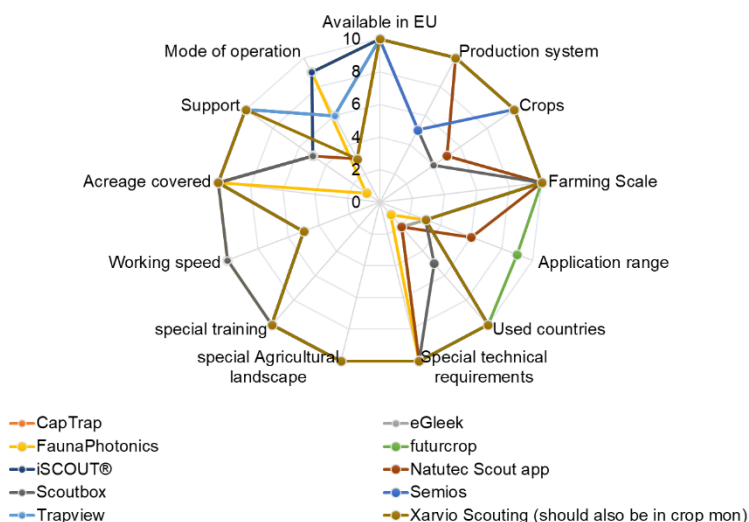 Available in EU
Mode of operation
10
Production system
8
Support
6
Crops
4
2
Acreage covered
0
Farming Scale
Working speed
Application range
special training
Used countries
special Agricultural
landscape
Special technical
requirements
CapTrap
eGleek
FaunaPhotonics
futurcrop
iSCOUT®
Natutec Scout app
Scoutbox
Semios
Trapview
Xarvio Scouting (should also be in crop mon)